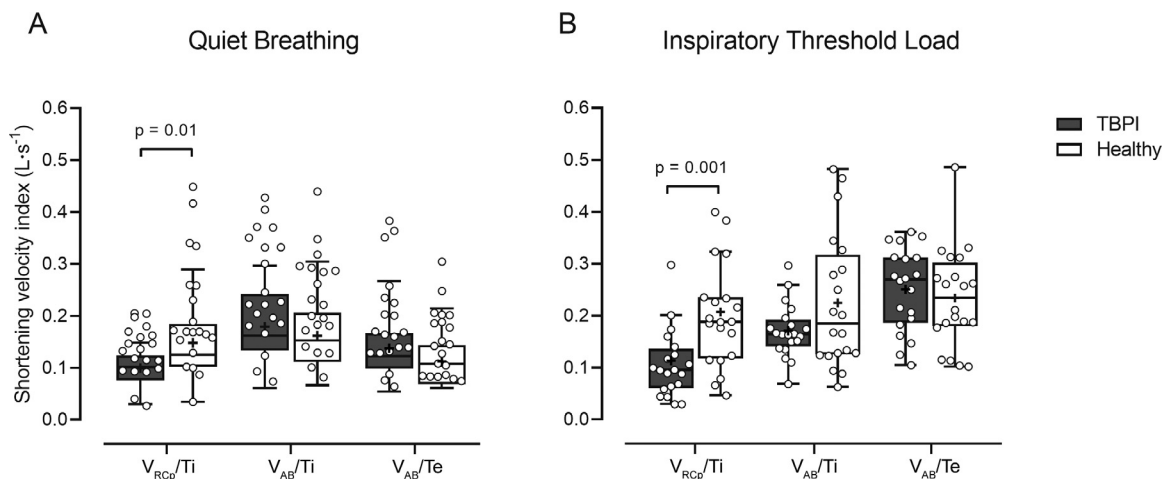 A
Quiet Breathing
B
Inspiratory Threshold Load
Shortening velocity index (L·s⁻¹)
0.6
0.5
0.4
0.3
0.2
0.1
0.0
p = 0.01
V_RCp/Ti
V_AB/Ti
V_AB/Te
0.6
0.5
0.4
0.3
0.2
0.1
0.0
p = 0.001
V_RCp/Ti
V_AB/Ti
V_AB/Te
TBPI
Healthy